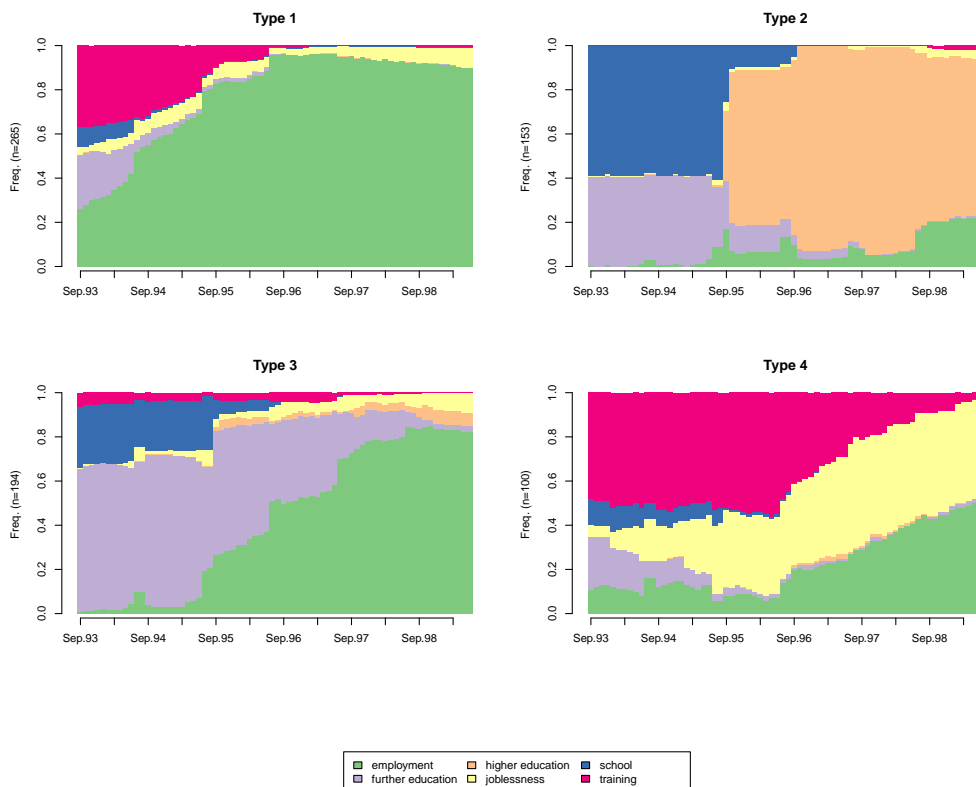 Type 1
Freq. (n=265)
0.0 0.2 0.4 0.6 0.8 1.0
Sep.93 Sep.94 Sep.95 Sep.96 Sep.97 Sep.98
Type 2
Freq. (n=153)
0.0 0.2 0.4 0.6 0.8 1.0
Sep.93 Sep.94 Sep.95 Sep.96 Sep.97 Sep.98
Type 3
Freq. (n=194)
0.0 0.2 0.4 0.6 0.8 1.0
Sep.93 Sep.94 Sep.95 Sep.96 Sep.97 Sep.98
Type 4
Freq. (n=100)
0.0 0.2 0.4 0.6 0.8 1.0
Sep.93 Sep.94 Sep.95 Sep.96 Sep.97 Sep.98
employment higher education school
further education joblessness training